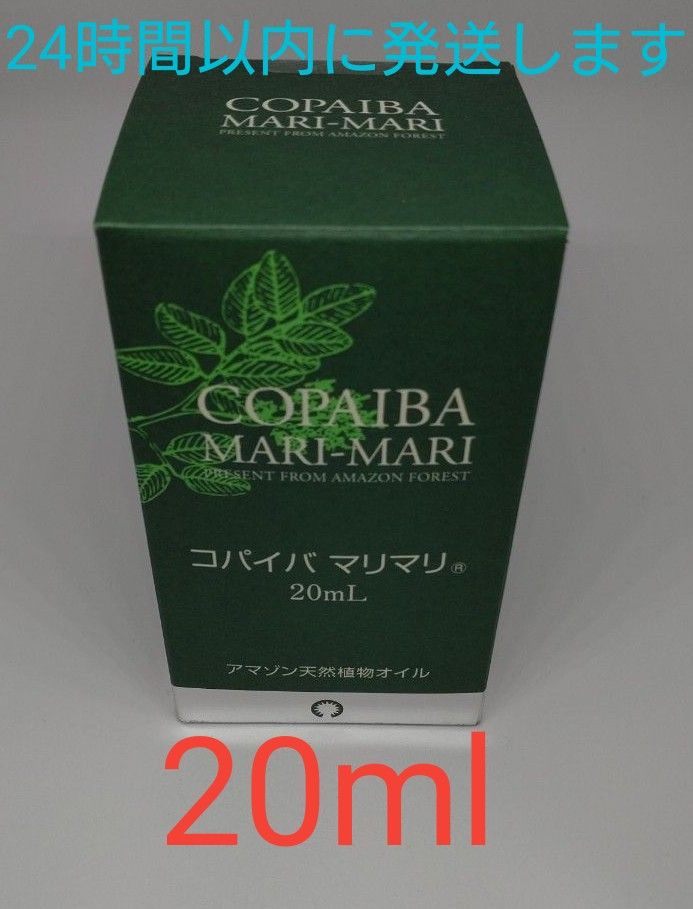 24時間以内に発送します
COPAIBA
MARI-MARI
PRESENT FROM AMAZON FOREST
COPAIBA
MARI-MARI
PRESENT FROM AMAZON FOREST
コパイバ マリマリ®
20mL
アマゾン天然植物オイル
20ml